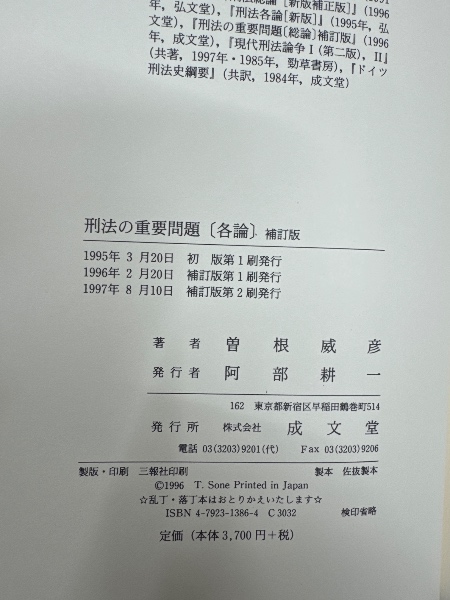 年，弘文堂)，『刑法各論[新版]』(1995年，弘
文堂)，『刑法の重要問題〔総論〕補訂版』(1996
年，成文堂)，『現代刑法論争 I (第二版)，II』
(共著，1997年・1985年，勁草書房)，『ドイツ
刑法史綱要』(共訳，1984年，成文堂)
刑法の重要問題〔各論〕補訂版
1995年 3 月20日 初 版第1刷発行
1996年 2 月20日 補訂版第1刷発行
1997年 8 月10日 補訂版第2刷発行
著者 曽根威彦
発行者 阿部耕一
162 東京都新宿区早稲田鶴巻町514
発行所 株式会社 成文堂
電話 03(3203)9201(代) Fax 03(3203)9206
製版・印刷 三報社印刷 製本 佐抜製本
©1996 T. Sone Printed in Japan
☆乱丁・落丁本はおとりかえいたします☆
ISBN 4-7923-1386-4 C 3032 検印省略
定価 (本体3,700円+税)